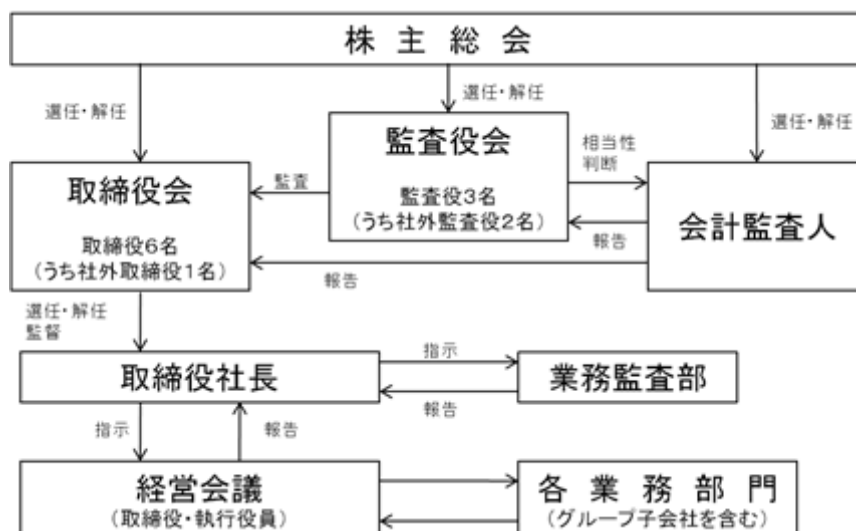 株主総会
選任・解任
選任・解任
選任・解任
監査役会
監査役3名
(うち社外監査役2名)
相当性
判断
監査
取締役会
取締役6名
(うち社外取締役1名)
会計監査人
報告
報告
選任・解任
監督
取締役社長
指示
報告
業務監査部
指示
報告
経営会議
(取締役・執行役員)
各業務部門
(グループ子会社を含む)